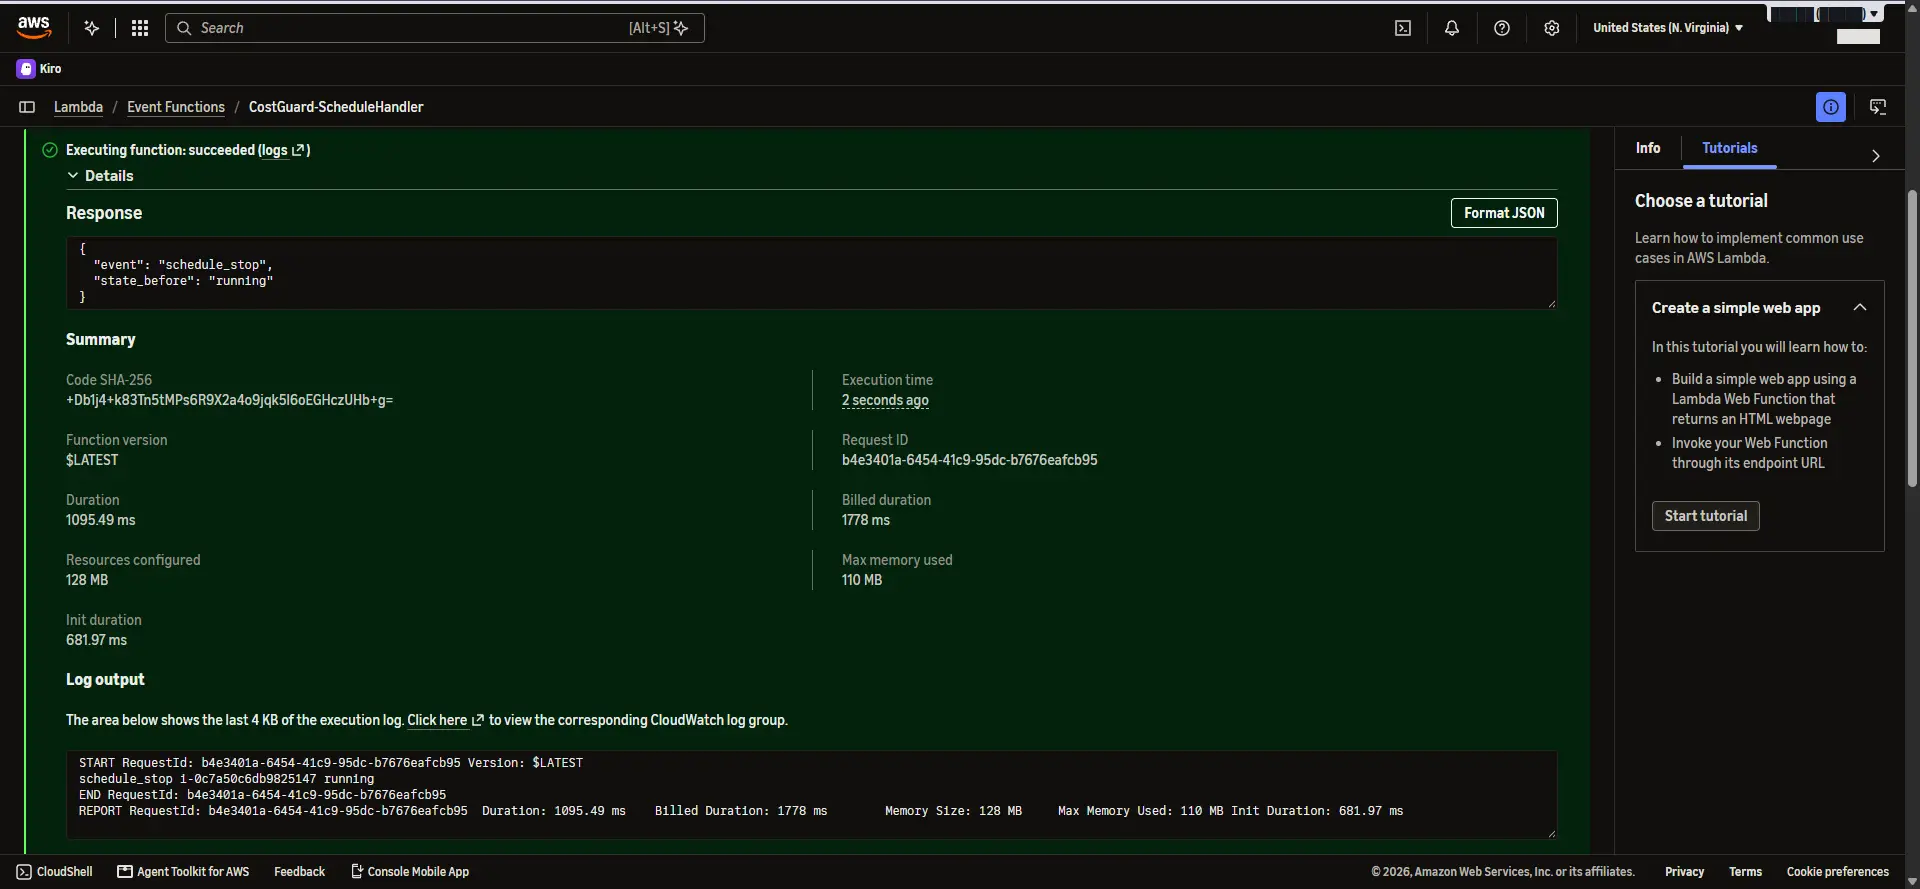 aws
Search [Alt+S]
United States (N. Virginia)
Kiro
Lambda / Event Functions / CostGuard-ScheduleHandler
Executing function: succeeded (logs)
Details
Response
Format JSON
{
"event": "schedule_stop",
"state_before": "running"
}
Summary
Code SHA-256
+Db1j4+k83Tn5tMPs6R9X2a4o9jqk5I6oEGHczUHb+g=
Execution time
2 seconds ago
Function version
$LATEST
Request ID
b4e3401a-6454-41c9-95dc-b7676eafcb95
Duration
1095.49 ms
Billed duration
1778 ms
Resources configured
128 MB
Max memory used
110 MB
Init duration
681.97 ms
Log output
The area below shows the last 4 KB of the execution log. Click here to view the corresponding CloudWatch log group.
START RequestId: b4e3401a-6454-41c9-95dc-b7676eafcb95 Version: $LATEST
schedule_stop i-0c7a50c6db9825147 running
END RequestId: b4e3401a-6454-41c9-95dc-b7676eafcb95
REPORT RequestId: b4e3401a-6454-41c9-95dc-b7676eafcb95 Duration: 1095.49 ms Billed Duration: 1778 ms Memory Size: 128 MB Max Memory Used: 110 MB Init Duration: 681.97 ms
Info
Tutorials
Choose a tutorial
Learn how to implement common use
cases in AWS Lambda.
Create a simple web app
In this tutorial you will learn how to:
• Build a simple web app using a
Lambda Web Function that
returns an HTML webpage
• Invoke your Web Function
through its endpoint URL
Start tutorial
CloudShell Agent Toolkit for AWS Feedback Console Mobile App
© 2026, Amazon Web Services, Inc. or its affiliates. Privacy Terms Cookie preferences